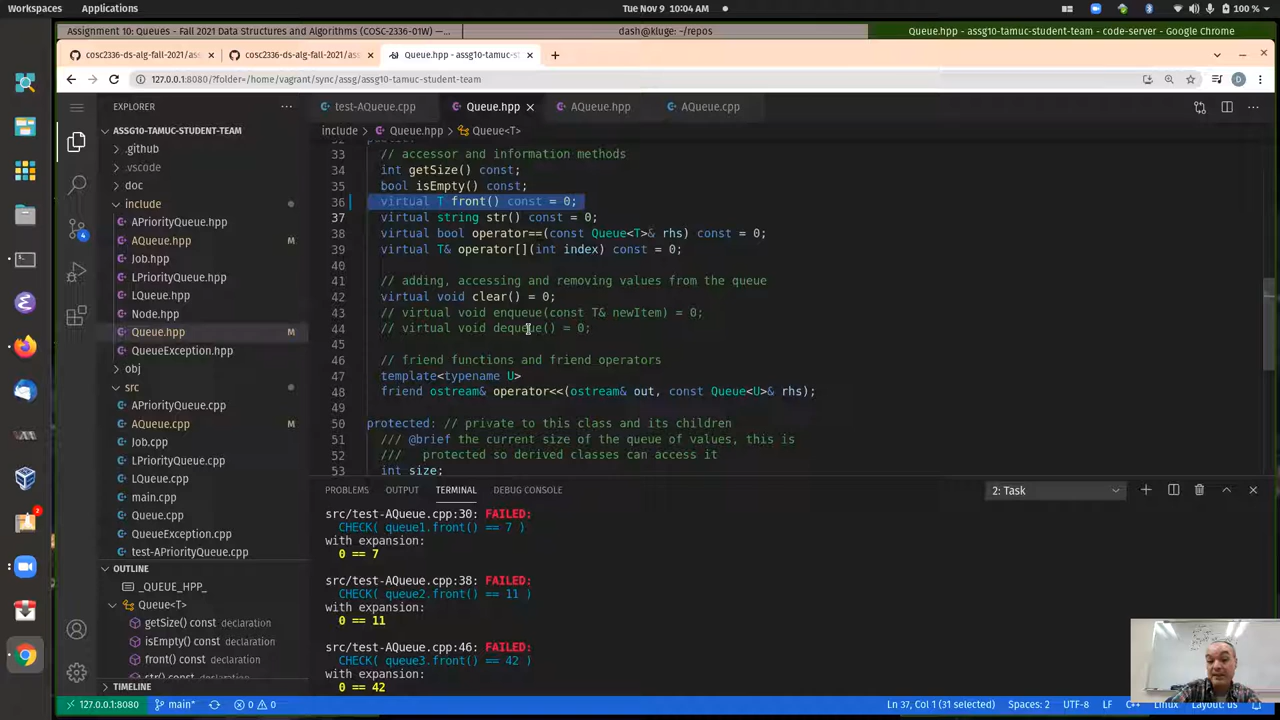 Workspaces Applications Tue Nov 9 10:04 AM 100 %
Assignment 10: Queues - Fall 2021 Data Structures and Algorithms (COSC-2336-01W) —... dash@kluge: ~/repos Queue.hpp - assg10-tamuc-student-team - code-server - Google Chrome
cosc2336-ds-alg-fall-2021/as cosc2336-ds-alg-fall-2021/as Queue.hpp - assg10-tamuc-s
127.0.0.1:8080/?folder=/home/vagrant/sync/assg/assg10-tamuc-student-team D
EXPLORER
test-AQueue.cpp Queue.hpp AQueue.hpp AQueue.cpp
ASSG10-TAMUC-STUDENT-TEAM
include Queue.hpp Queue<T>
.github
.vscode
doc
include
APriorityQueue.hpp
AQueue.hpp M
Job.hpp
LPriorityQueue.hpp
LQueue.hpp
Node.hpp
Queue.hpp
QueueException.hpp
obj
src
APriorityQueue.cpp
AQueue.cpp M
Job.cpp
LPriorityQueue.cpp
LQueue.cpp
main.cpp
Queue.cpp
QueueException.cpp
test-APriorityQueue.cpp
OUTLINE
_QUEUE_HPP_
Queue<T>
getSize() const declaration
isEmpty() const declaration
front() const declaration
str() const declaration
TIMELINE
32 public:
33 // accessor and information methods
34 int getSize() const;
35 bool isEmpty() const;
36 virtual T front() const = 0;
37 virtual string str() const = 0;
38 virtual bool operator==(const Queue<T>& rhs) const = 0;
39 virtual T& operator[](int index) const = 0;
40
41 // adding, accessing and removing values from the queue
42 virtual void clear() = 0;
43 // virtual void enqueue(const T& newItem) = 0;
44 // virtual void dequeue() = 0;
45
46 // friend functions and friend operators
47 template<typename U>
48 friend ostream& operator<<(ostream& out, const Queue<U>& rhs);
49
50 protected: // private to this class and its children
51 /// @brief the current size of the queue of values, this is
52 /// protected so derived classes can access it
53 int size;
PROBLEMS OUTPUT TERMINAL DEBUG CONSOLE 2: Task
src/test-AQueue.cpp:30: FAILED:
CHECK( queue1.front() == 7 )
with expansion:
0 == 7
src/test-AQueue.cpp:38: FAILED:
CHECK( queue2.front() == 11 )
with expansion:
0 == 11
src/test-AQueue.cpp:46: FAILED:
CHECK( queue3.front() == 42 )
with expansion:
0 == 42
127.0.0.1:8080 main* 0 0 Ln 37, Col 1 (31 selected) Spaces: 2 UTF-8 LF C++ Linux Layout: us